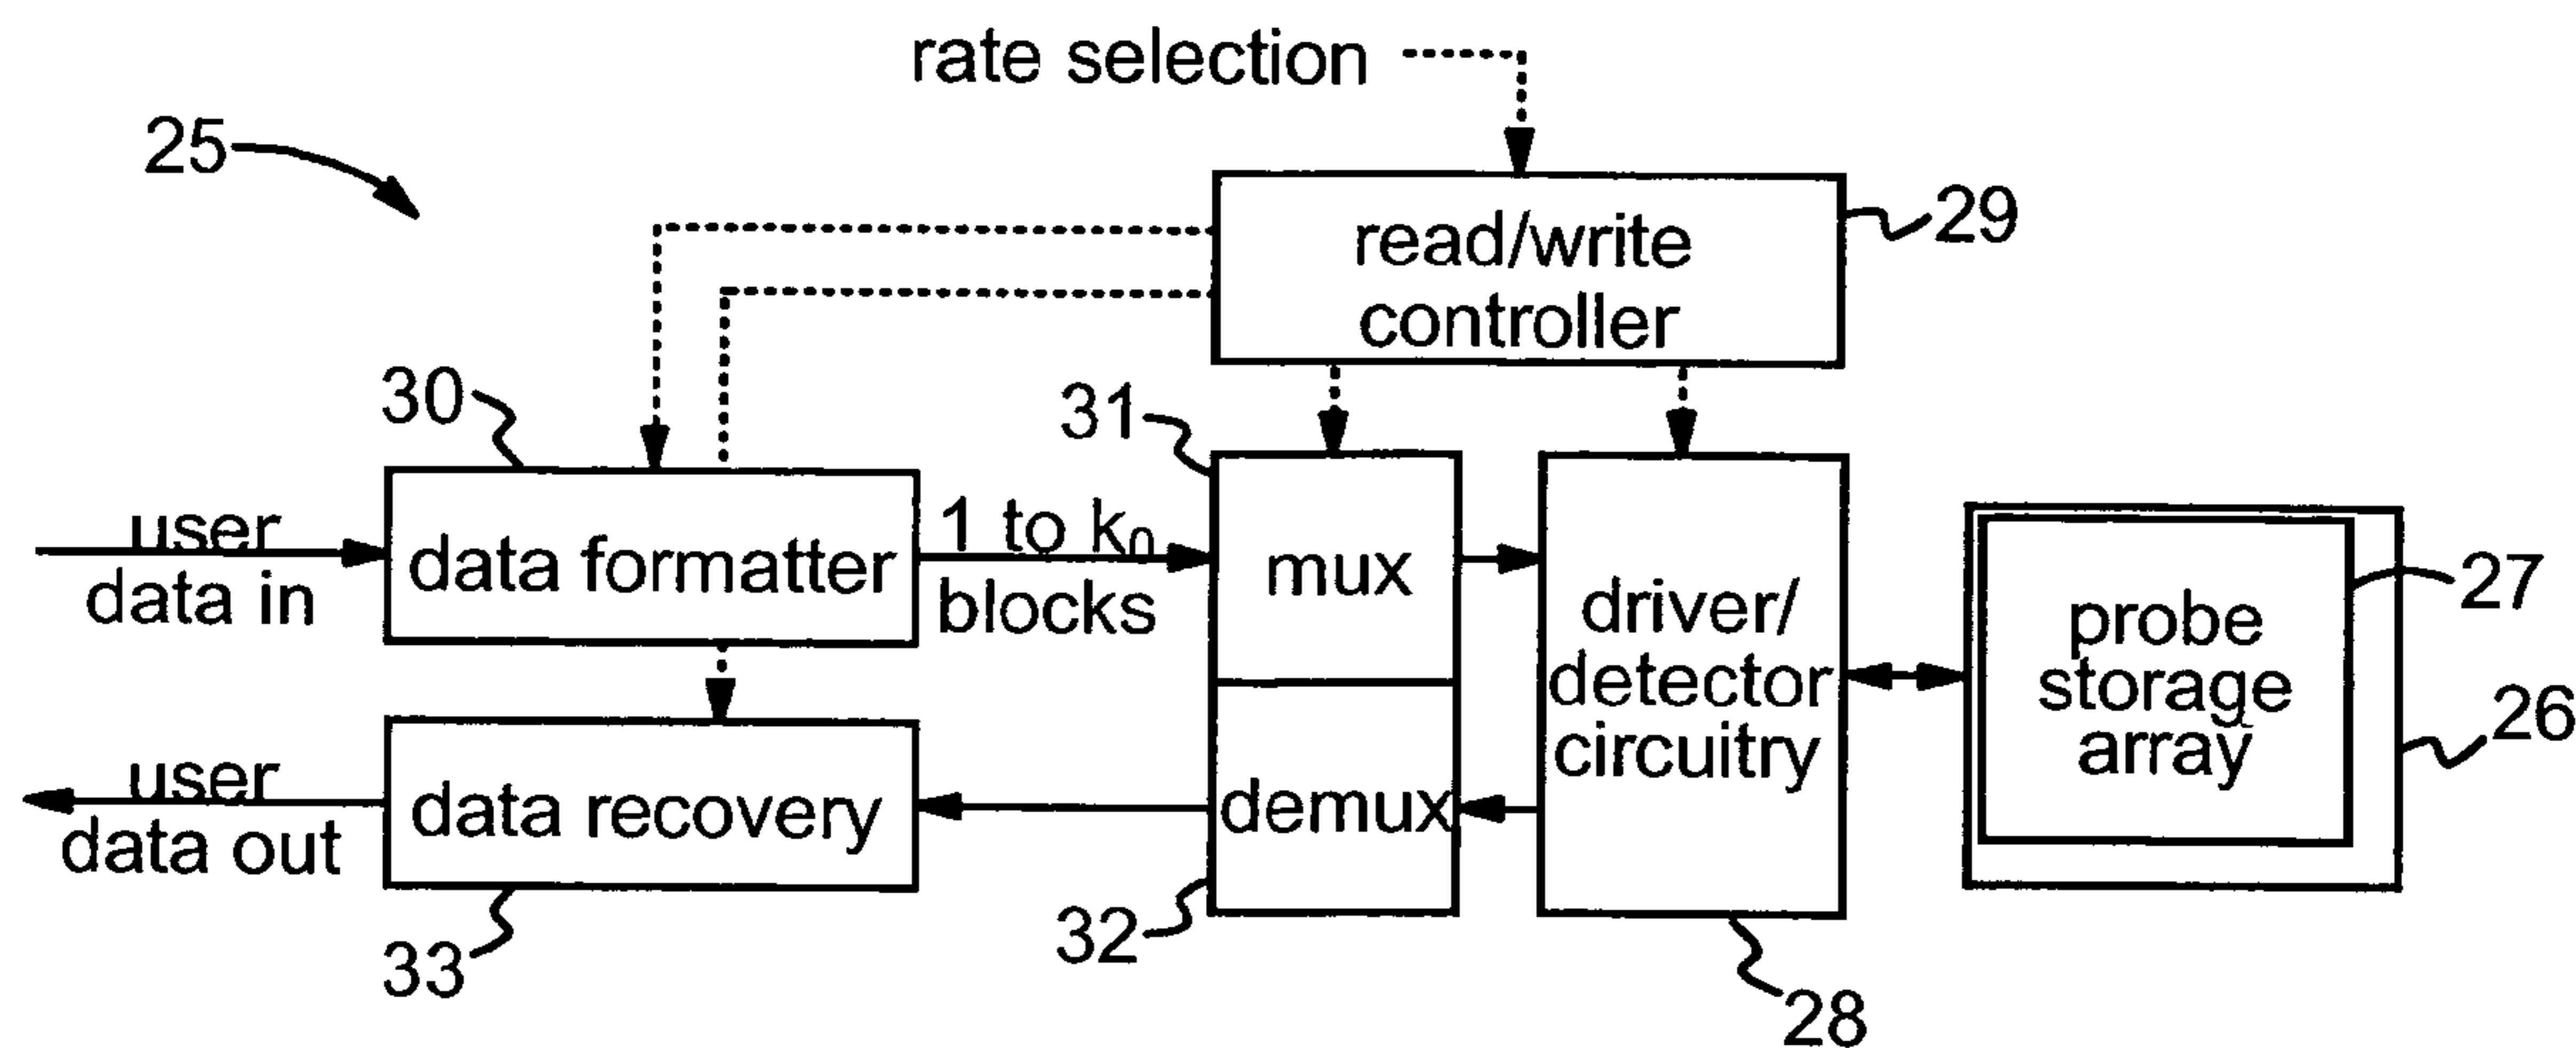 rate selection
25
read/write
controller
29
30
31
user
data in
data formatter
1 to k₀
blocks
mux
driver/
detector
circuitry
probe
storage
array
27
26
user
data out
data recovery
demux
33
32
28